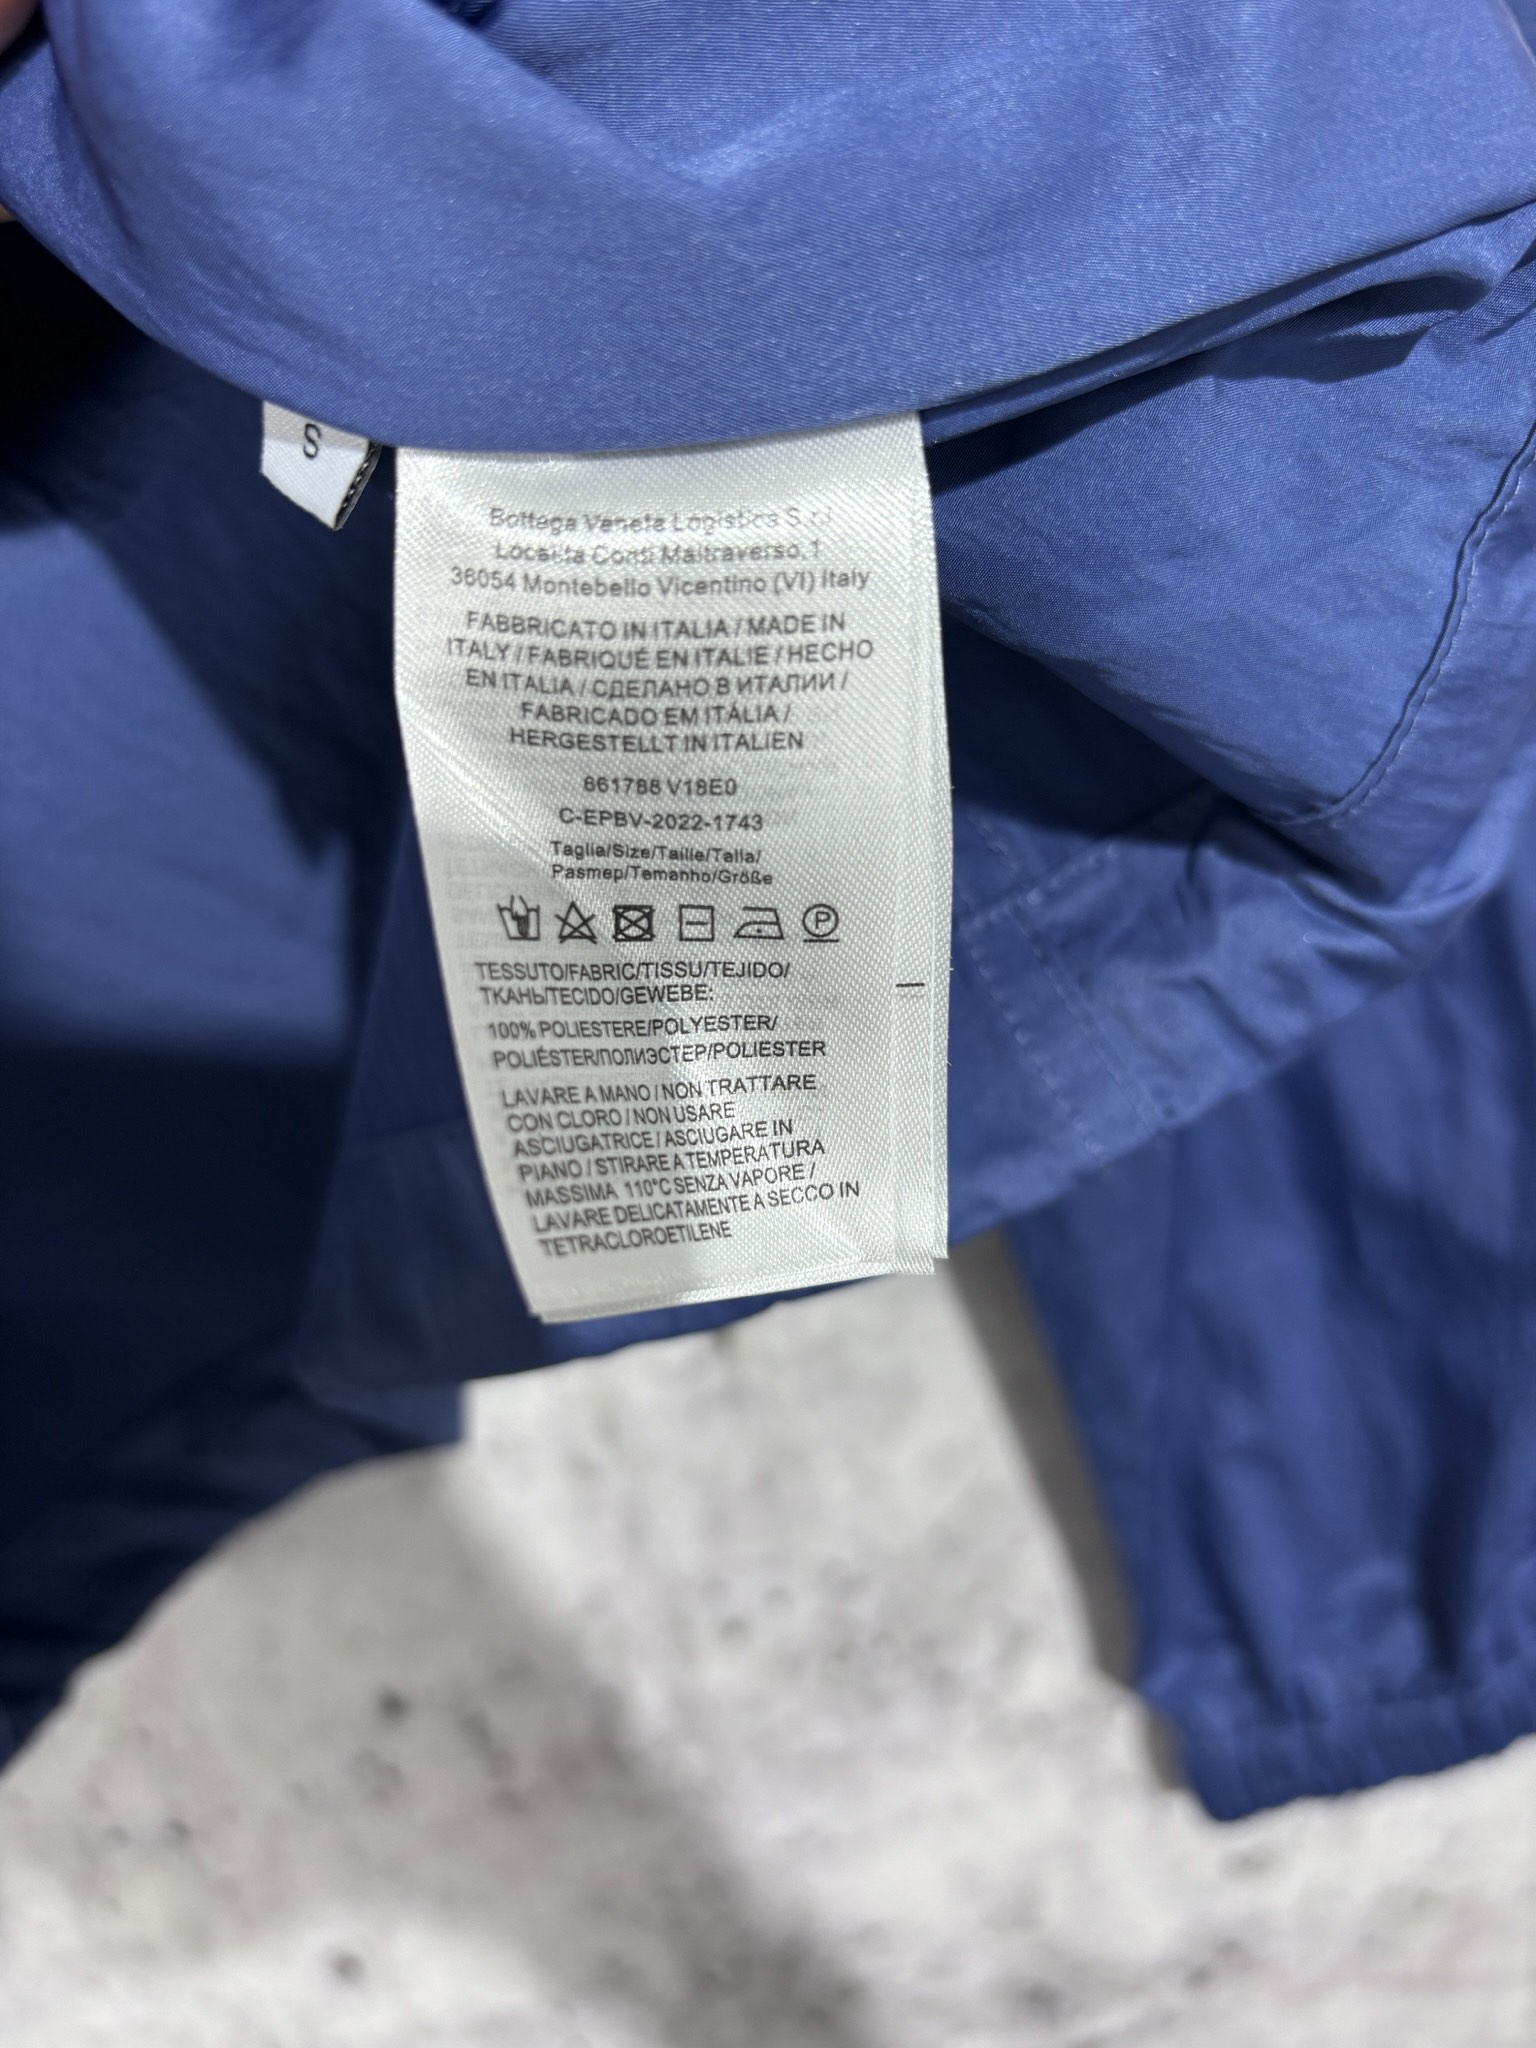 S
Bottega Veneta Logistica S.r.l
Località Conti Maltraverso, 1
36054 Montebello Vicentino (VI) Italy
FABBRICATO IN ITALIA / MADE IN
ITALY / FABRIQUÉ EN ITALIE / HECHO
EN ITALIA / СДЕЛАНО В ИТАЛИИ /
FABRICADO EM ITÁLIA /
HERGESTELLT IN ITALIEN
661788 V18E0
C-EPBV-2022-1743
Taglia/Size/Taille/Talla/
Размер/Tamanho/Größe
P
TESSUTO/FABRIC/TISSU/TEJIDO/
ТКАНЬ/TECIDO/GEWEBE:
100% POLIESTERE/POLYESTER/
POLIÉSTER/ПОЛИЭСТЕР/POLIESTER
LAVARE A MANO / NON TRATTARE
CON CLORO / NON USARE
ASCIUGATRICE / ASCIUGARE IN
PIANO / STIRARE A TEMPERATURA
MASSIMA 110°C SENZA VAPORE /
LAVARE DELICATAMENTE A SECCO IN
TETRACLOROETILENE